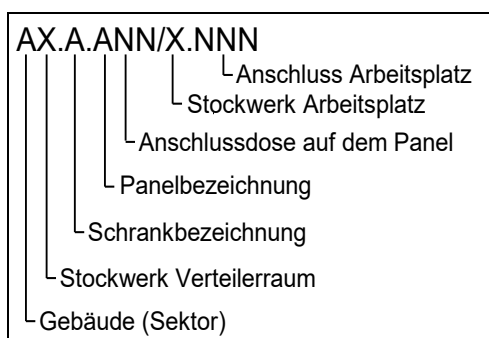 AX.A.ANN/X.NNN
Anschluss Arbeitsplatz
Stockwerk Arbeitsplatz
Anschlussdose auf dem Panel
Panelbezeichnung
Schrankbezeichnung
Stockwerk Verteilerraum
Gebäude (Sektor)